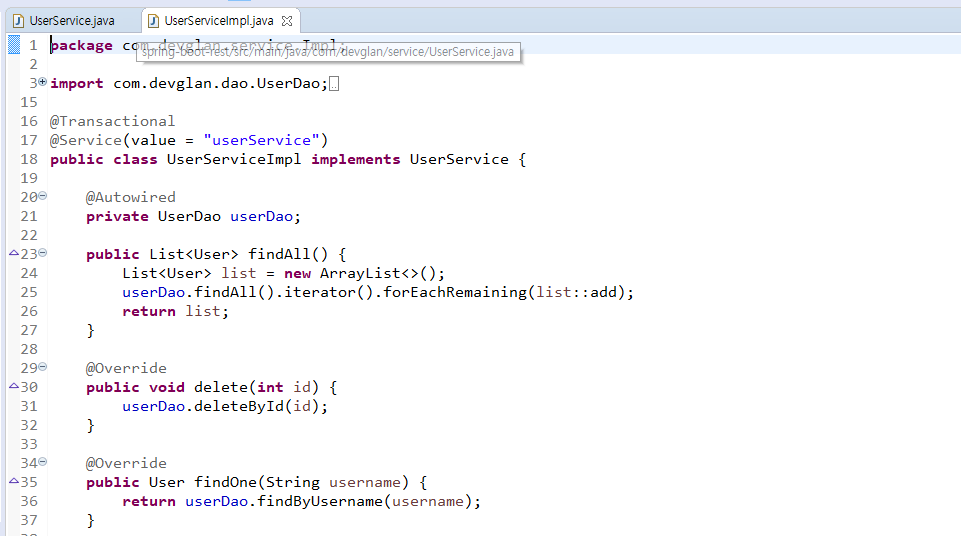 UserService.java UserServiceImpl.java
1 package com.devglan.service.Impl;
spring-boot-rest/src/main/java/com/devglan/service/UserService.java
2
3 import com.devglan.dao.UserDao;
15
16 @Transactional
17 @Service(value = "userService")
18 public class UserServiceImpl implements UserService {
19
20 @Autowired
21 private UserDao userDao;
22
23 public List<User> findAll() {
24 List<User> list = new ArrayList<>();
25 userDao.findAll().iterator().forEachRemaining(list::add);
26 return list;
27 }
28
29 @Override
30 public void delete(int id) {
31 userDao.deleteById(id);
32 }
33
34 @Override
35 public User findOne(String username) {
36 return userDao.findByUsername(username);
37 }